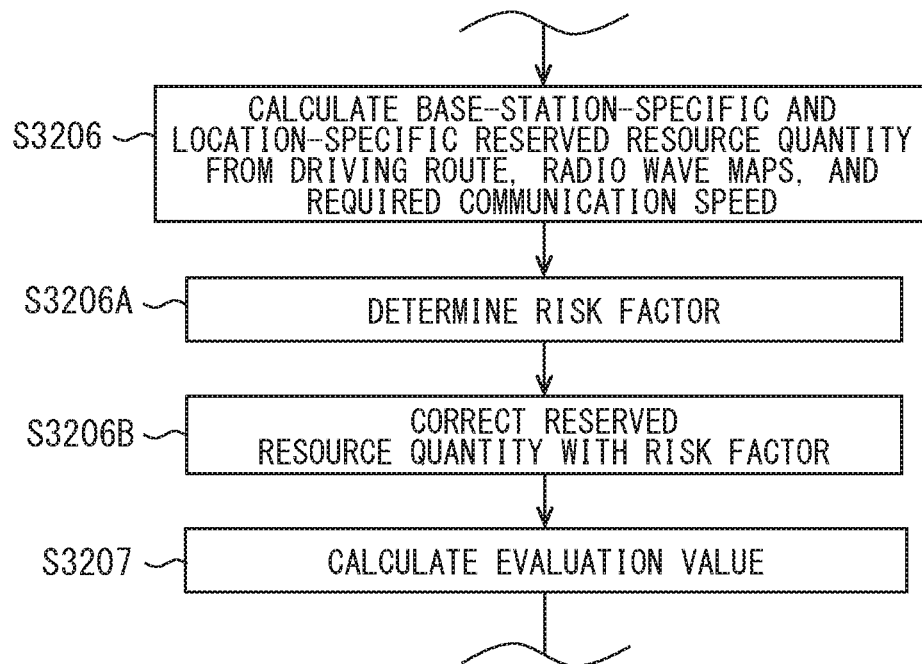 S3206
CALCULATE BASE-STATION-SPECIFIC AND
LOCATION-SPECIFIC RESERVED RESOURCE QUANTITY
FROM DRIVING ROUTE, RADIO WAVE MAPS, AND
REQUIRED COMMUNICATION SPEED
S3206A
DETERMINE RISK FACTOR
S3206B
CORRECT RESERVED
RESOURCE QUANTITY WITH RISK FACTOR
S3207
CALCULATE EVALUATION VALUE